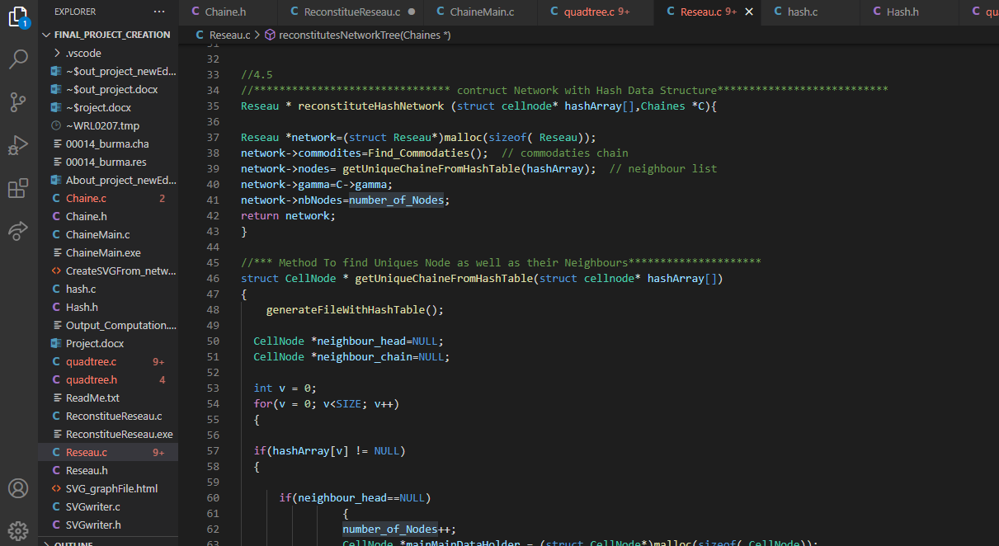 EXPLORER ···
1
FINAL_PROJECT_CREATION
.vscode
~$out_project_newEd...
~$out_project.docx
~$roject.docx
~WRL0207.tmp
00014_burma.cha
00014_burma.res
About_project_newEd...
Chaine.c 2
Chaine.h
ChaineMain.c
ChaineMain.exe
CreateSVGFrom_netw...
hash.c
Hash.h
Output_Computation....
Project.docx
quadtree.c 9+
quadtree.h 4
ReadMe.txt
ReconstitueReseau.c
ReconstitueReseau.exe
Reseau.c 9+
Reseau.h
SVG_graphFile.html
SVGwriter.c
SVGwriter.h
OUTLINE
C Chaine.h C ReconstitueReseau.c ● C ChaineMain.c C quadtree.c 9+ C Reseau.c 9+ × C hash.c C Hash.h C qu
C Reseau.c > reconstitutesNetworkTree(Chaines *)
31
32
33 //4.5
34 //******************************* contruct Network with Hash Data Structure***************************
35 Reseau * reconstituteHashNetwork (struct cellnode* hashArray[],Chaines *C){
36
37 Reseau *network=(struct Reseau*)malloc(sizeof( Reseau));
38 network->commodites=Find_Commodaties(); // commodaties chain
39 network->nodes= getUniqueChaineFromHashTable(hashArray); // neighbour list
40 network->gamma=C->gamma;
41 network->nbNodes=number_of_Nodes;
42 return network;
43 }
44
45 //*** Method To find Uniques Node as well as their Neighbours*********************
46 struct CellNode * getUniqueChaineFromHashTable(struct cellnode* hashArray[])
47 {
48 generateFileWithHashTable();
49
50 CellNode *neighbour_head=NULL;
51 CellNode *neighbour_chain=NULL;
52
53 int v = 0;
54 for(v = 0; v<SIZE; v++)
55 {
56
57 if(hashArray[v] != NULL)
58 {
59
60 if(neighbour_head==NULL)
61 {
62 number_of_Nodes++;
63 CellNode *mainMainDataHolder = (struct CellNode*)malloc(sizeof( CellNode));